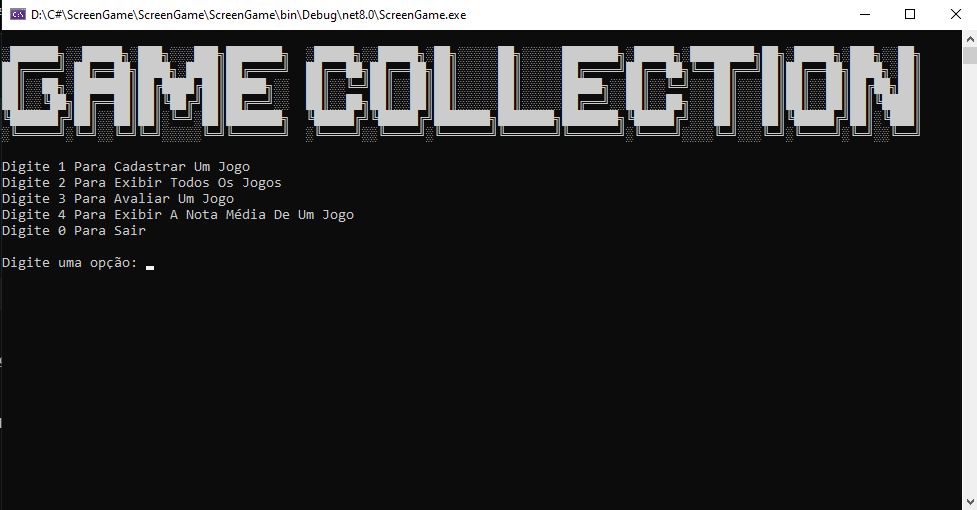 D:\C#\ScreenGame\ScreenGame\ScreenGame\bin\Debug\net8.0\ScreenGame.exe
GAME COLLECTION
Digite 1 Para Cadastrar Um Jogo
Digite 2 Para Exibir Todos Os Jogos
Digite 3 Para Avaliar Um Jogo
Digite 4 Para Exibir A Nota Média De Um Jogo
Digite 0 Para Sair
Digite uma opção: